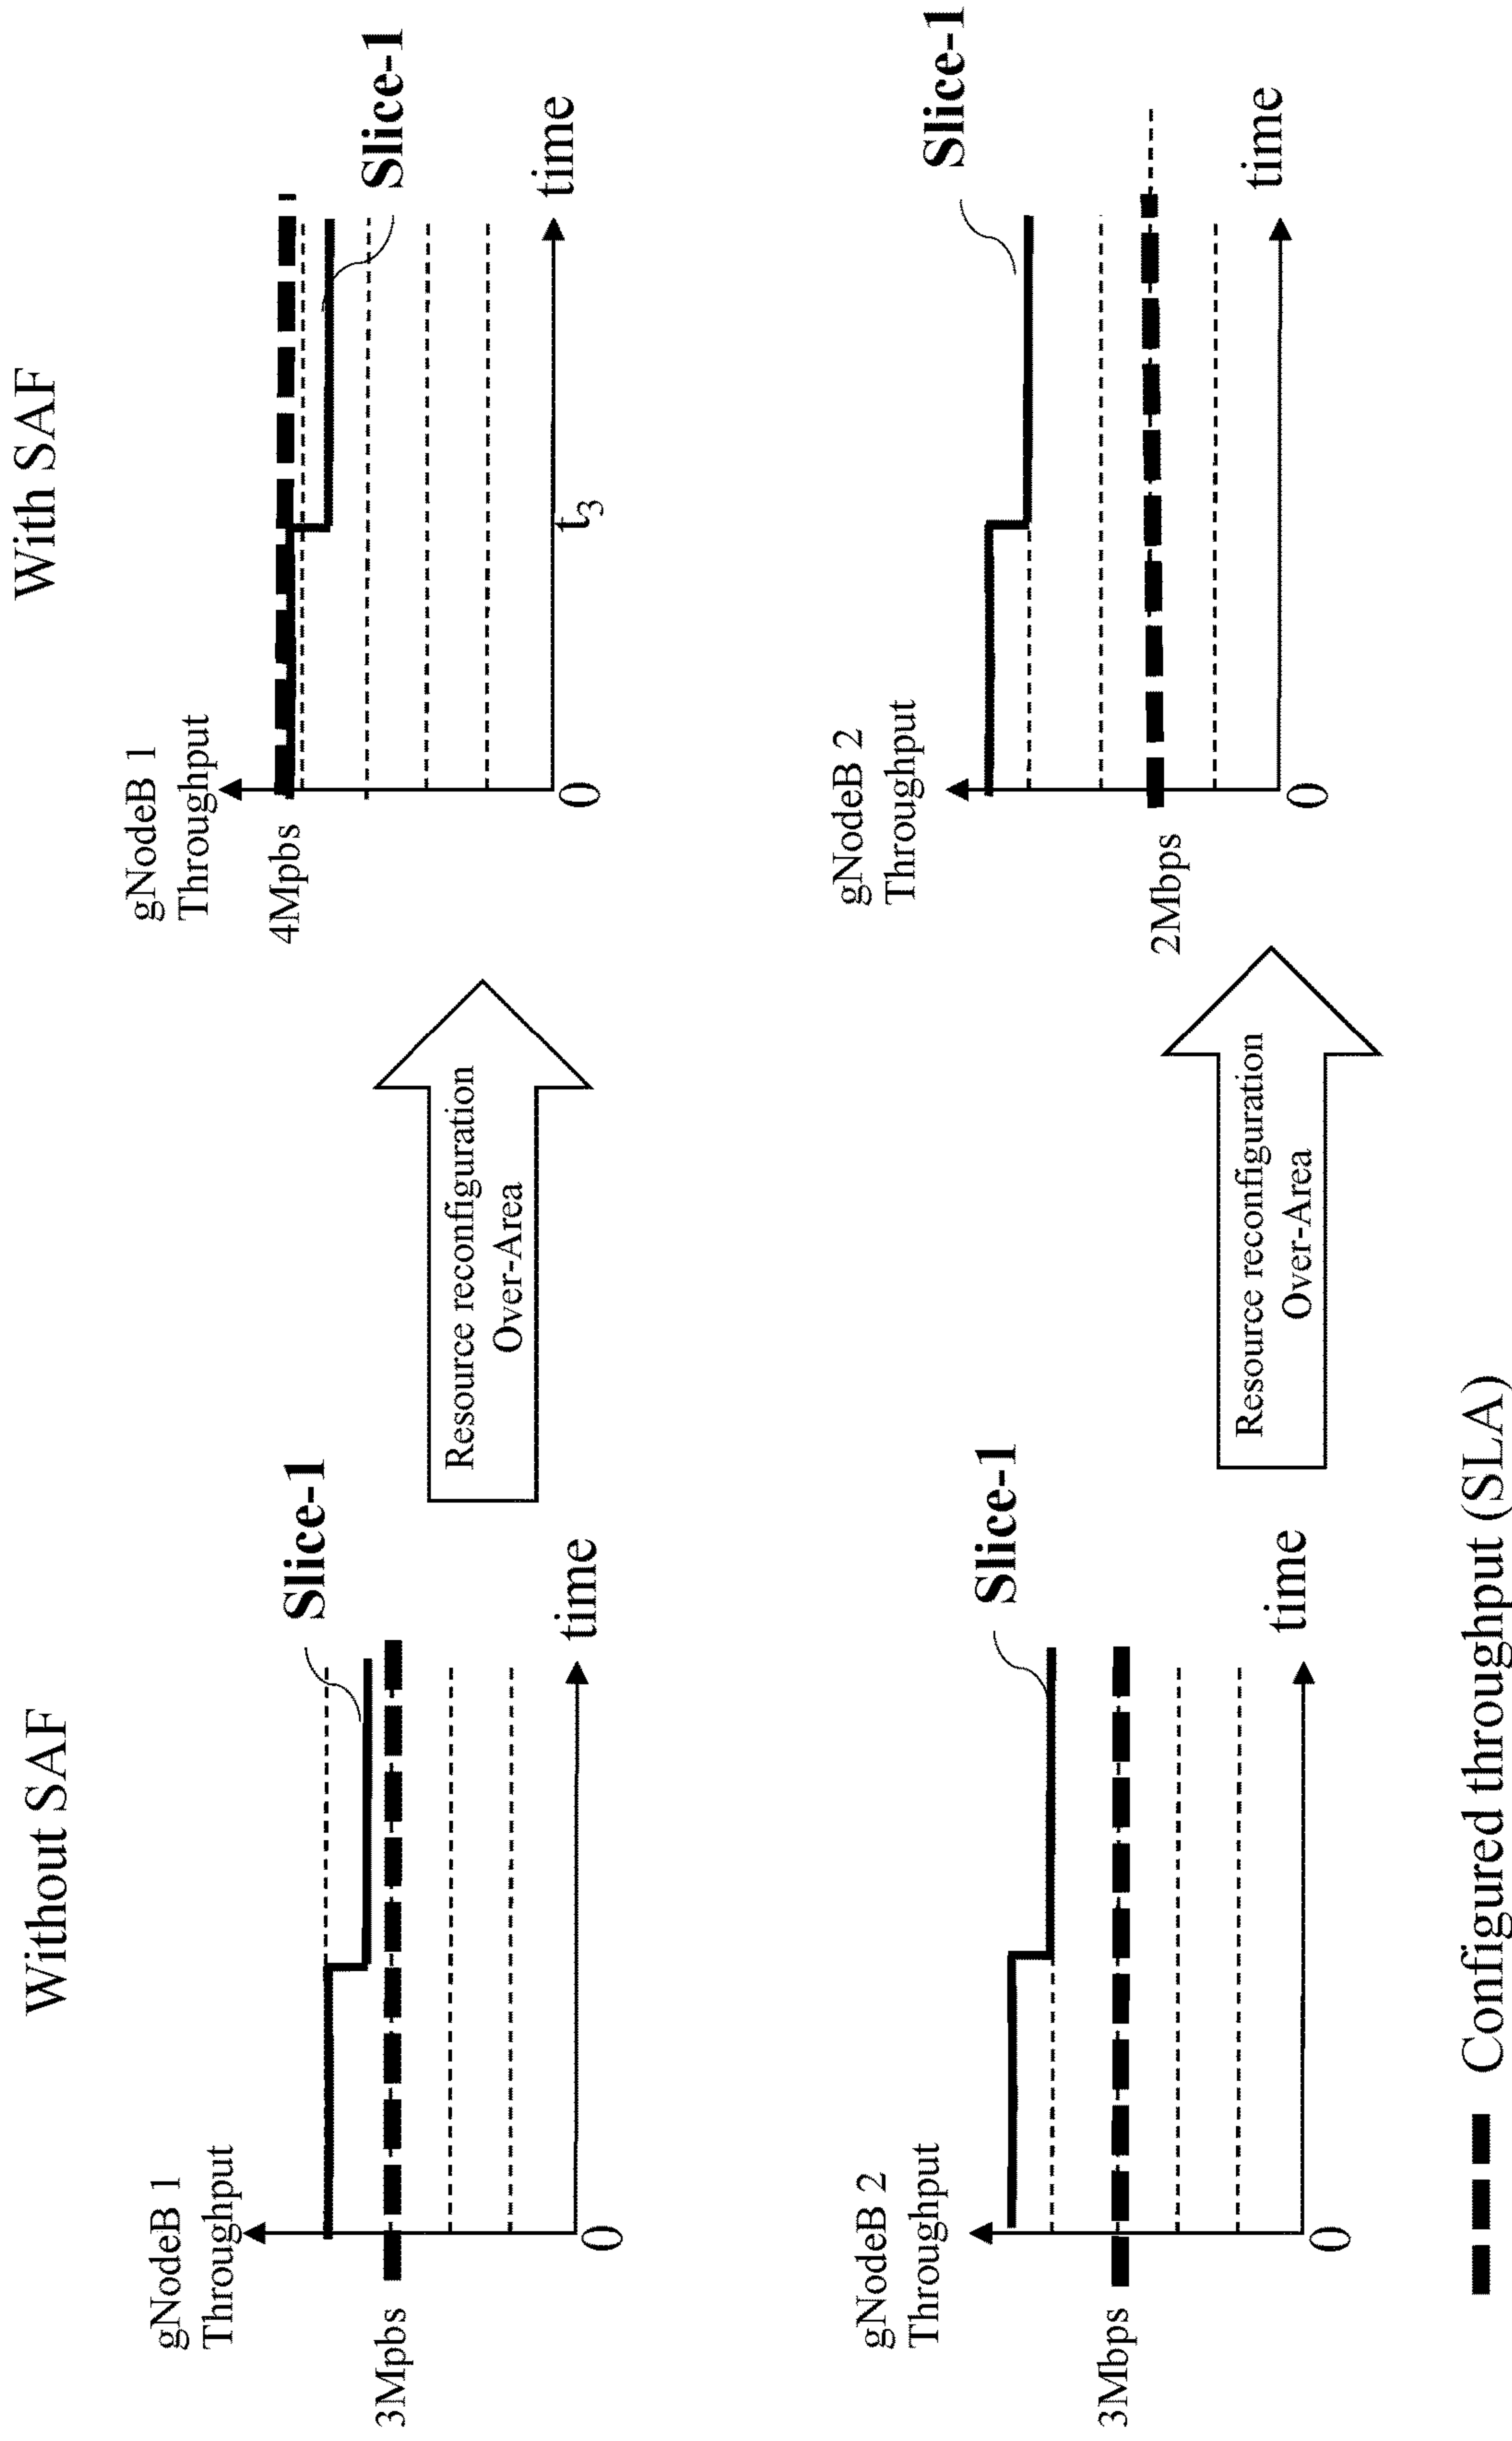 Without SAF
With SAF
gNodeB 1
Throughput
3Mpbs
0
time
Slice-1
Resource reconfiguration
Over-Area
gNodeB 1
Throughput
4Mpbs
0
t3
time
Slice-1
gNodeB 2
Throughput
3Mbps
0
time
Slice-1
Resource reconfiguration
Over-Area
gNodeB 2
Throughput
2Mbps
0
time
Slice-1
Configured throughput (SLA)